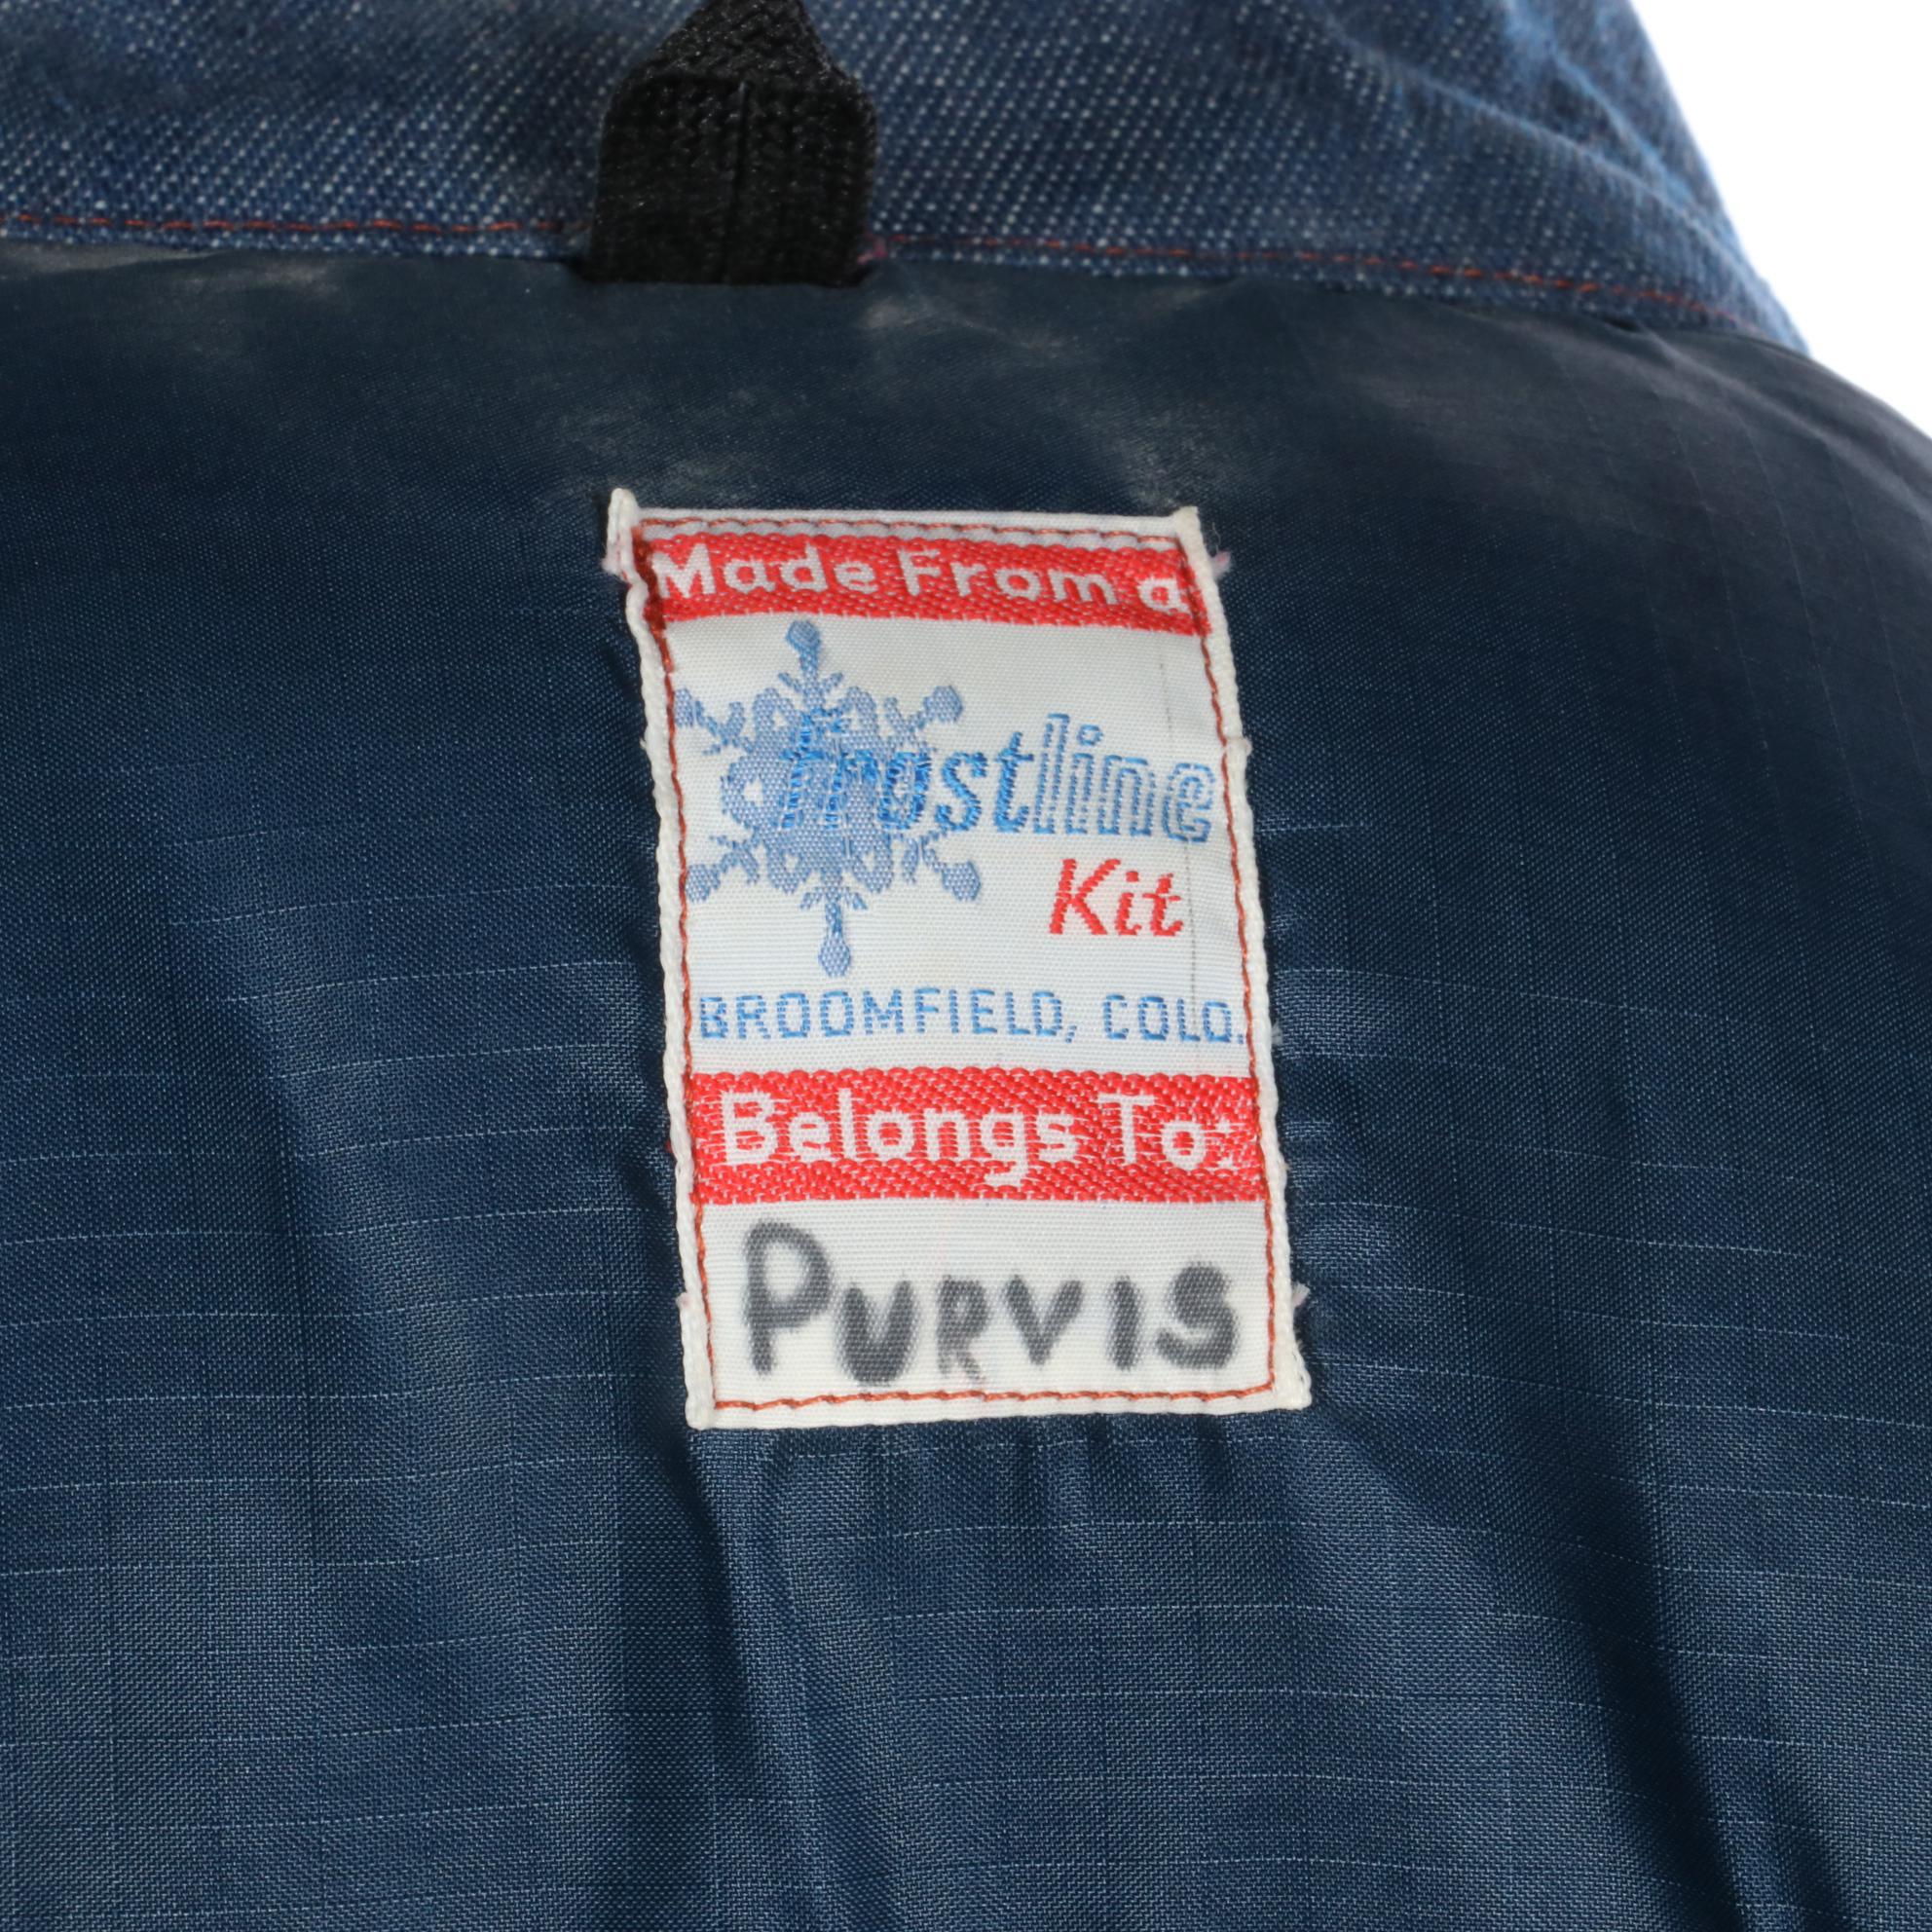 Made From a
frostline
Kit
BROOMFIELD, COLO.
Belongs To:
PURVIS